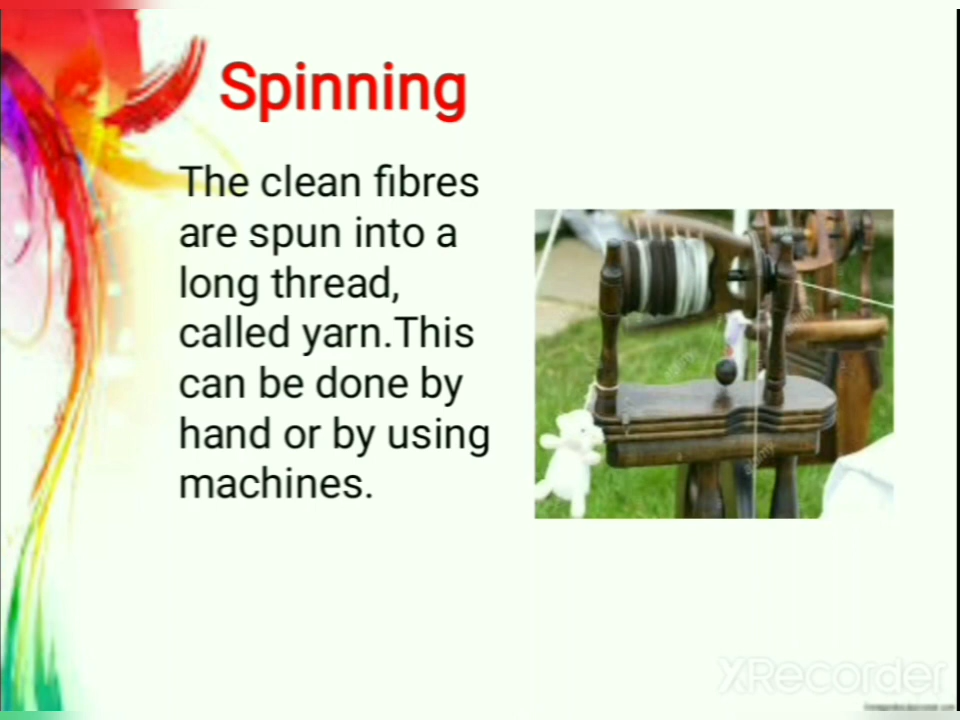 Spinning
The clean fibres
are spun into a
long thread,
called yarn.This
can be done by
hand or by using
machines.
XRecorder